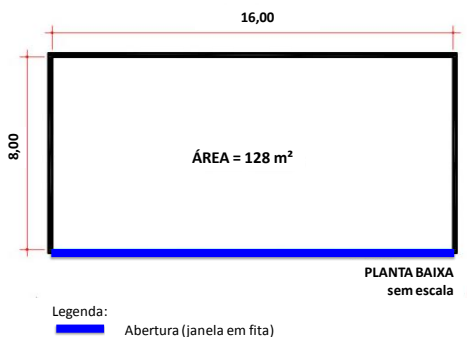 16,00
8,00
ÁREA = 128 m²
PLANTA BAIXA
sem escala
Legenda:
Abertura (janela em fita)